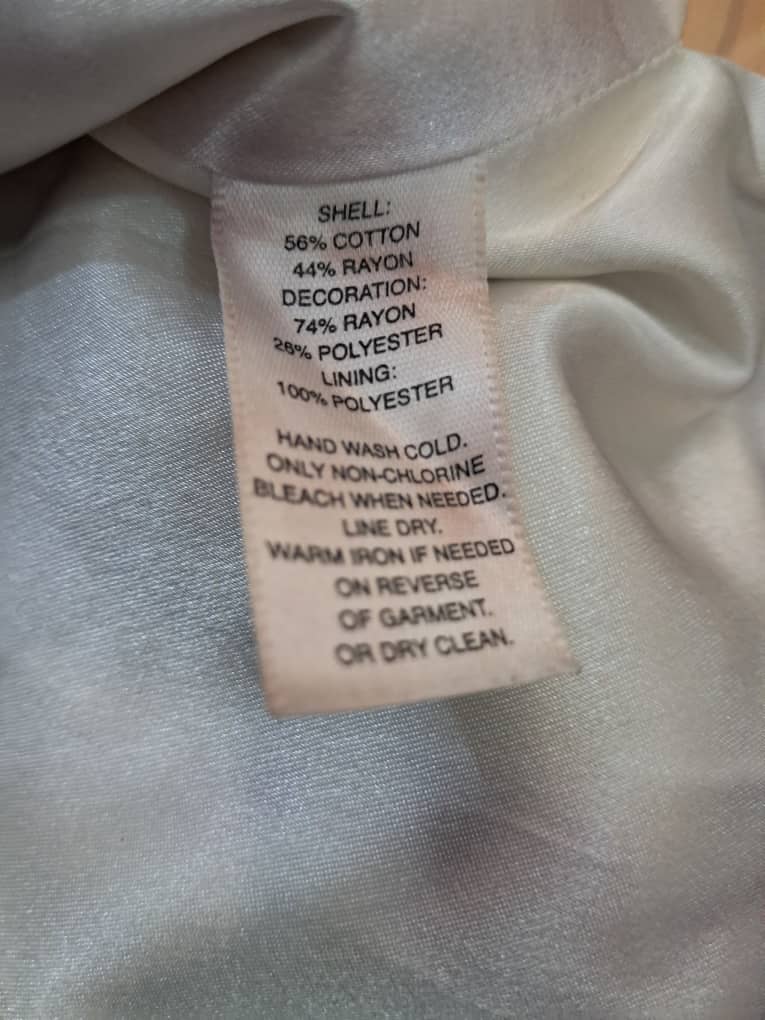 SHELL:
56% COTTON
44% RAYON
DECORATION:
74% RAYON
26% POLYESTER
LINING:
100% POLYESTER
HAND WASH COLD.
ONLY NON-CHLORINE
BLEACH WHEN NEEDED.
LINE DRY.
WARM IRON IF NEEDED
ON REVERSE
OF GARMENT.
OR DRY CLEAN.